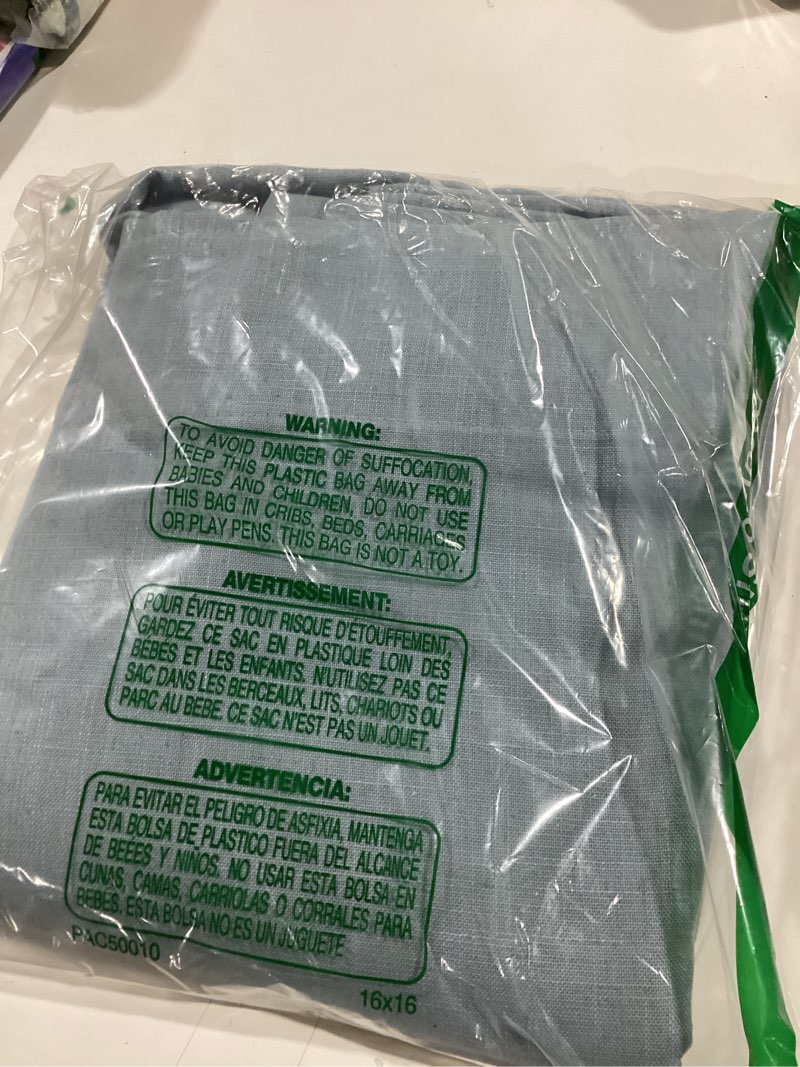 WARNING:
TO AVOID DANGER OF SUFFOCATION,
KEEP THIS PLASTIC BAG AWAY FROM
BABIES AND CHILDREN, DO NOT USE
THIS BAG IN CRIBS, BEDS, CARRIAGES
OR PLAY PENS. THIS BAG IS NOT A TOY.
AVERTISSEMENT:
POUR ÉVITER TOUT RISQUE D'ÉTOUFFEMENT,
GARDEZ CE SAC EN PLASTIQUE LOIN DES
BÉBÉS ET LES ENFANTS. N'UTILISEZ PAS CE
SAC DANS LES BERCEAUX, LITS, CHARIOTS OU
PARC AU BEBE. CE SAC N'EST PAS UN JOUET.
ADVERTENCIA:
PARA EVITAR EL PELIGRO DE ASFIXIA, MANTENGA
ESTA BOLSA DE PLASTICO FUERA DEL ALCANCE
DE BEBES Y NINOS. NO USAR ESTA BOLSA EN
CUNAS, CAMAS, CARRIOLAS O CORRALES PARA
BEBES. ESTA BOLSA NO ES UN JUGUETE
PAC50010
16x16